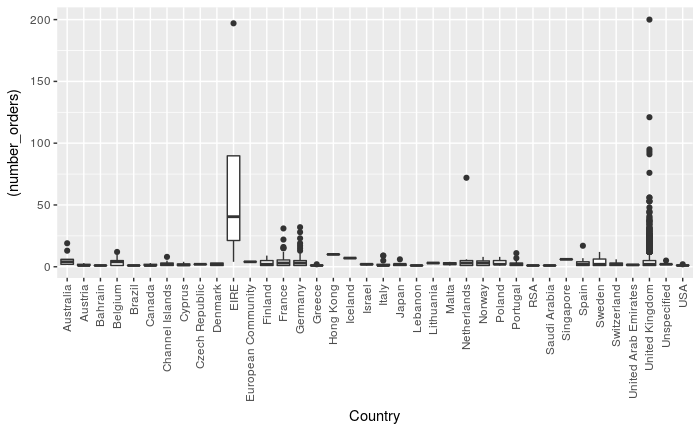 200
150
100
50
0
(number_orders)
Australia
Austria
Bahrain
Belgium
Brazil
Canada
Channel Islands
Cyprus
Czech Republic
Denmark
EIRE
European Community
Finland
France
Germany
Greece
Hong Kong
Iceland
Israel
Italy
Japan
Lebanon
Lithuania
Malta
Netherlands
Norway
Poland
Portugal
RSA
Saudi Arabia
Singapore
Spain
Sweden
Switzerland
United Arab Emirates
United Kingdom
Unspecified
USA
Country